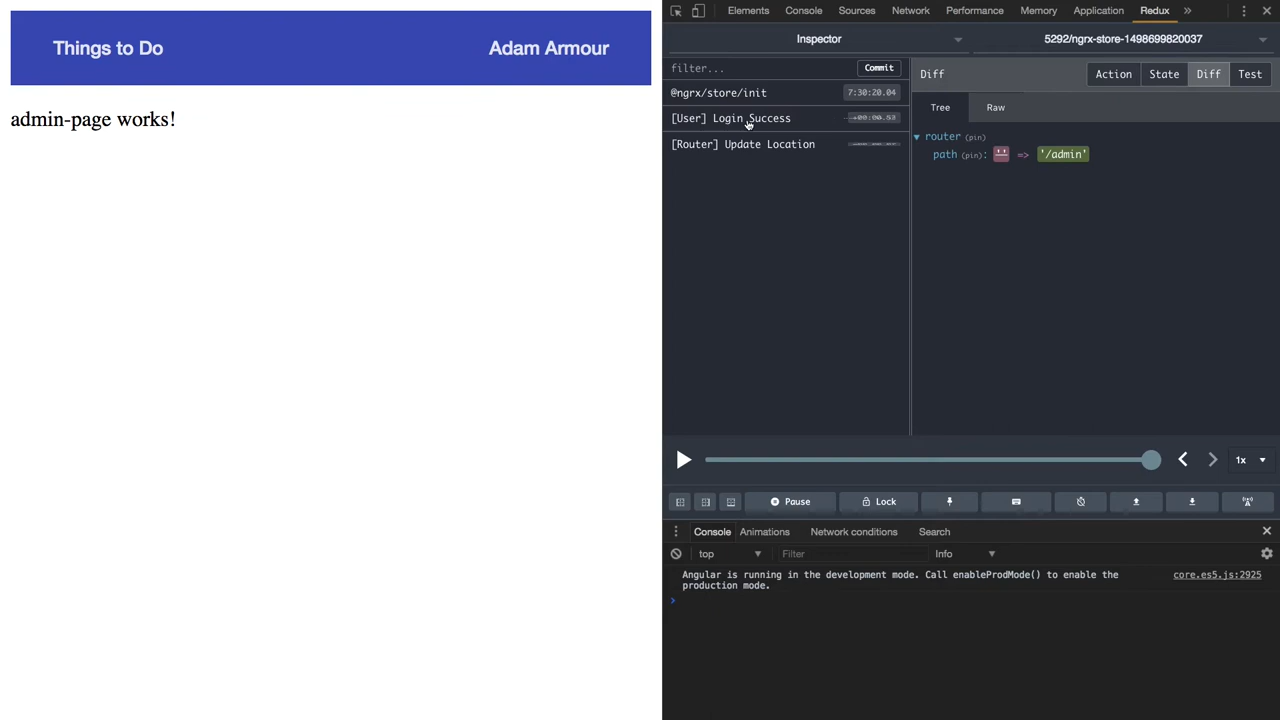 Things to Do Adam Armour
admin-page works!
Elements Console Sources Network Performance Memory Application Redux »
Inspector 5292/ngrx-store-1498699820037
filter... Commit
@ngrx/store/init 7:30:20.04
[User] Login Success +00:00.53
[Router] Update Location
Diff Action State Diff Test
Tree Raw
router (pin)
path (pin): '' => '/admin'
1x
Pause Lock
Console Animations Network conditions Search
top Filter Info
Angular is running in the development mode. Call enableProdMode() to enable the core.es5.js:2925
production mode.
>